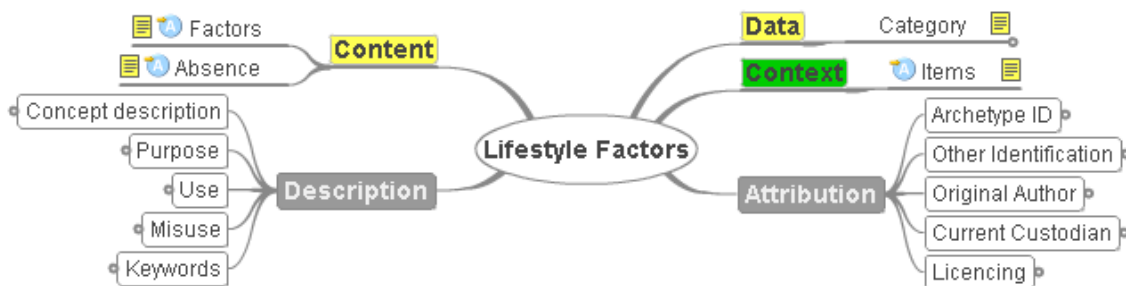 Factors
Absence
Content
Concept description
Purpose
Use
Misuse
Keywords
Description
Lifestyle Factors
Data
Category
Context
Items
Attribution
Archetype ID
Other Identification
Original Author
Current Custodian
Licencing